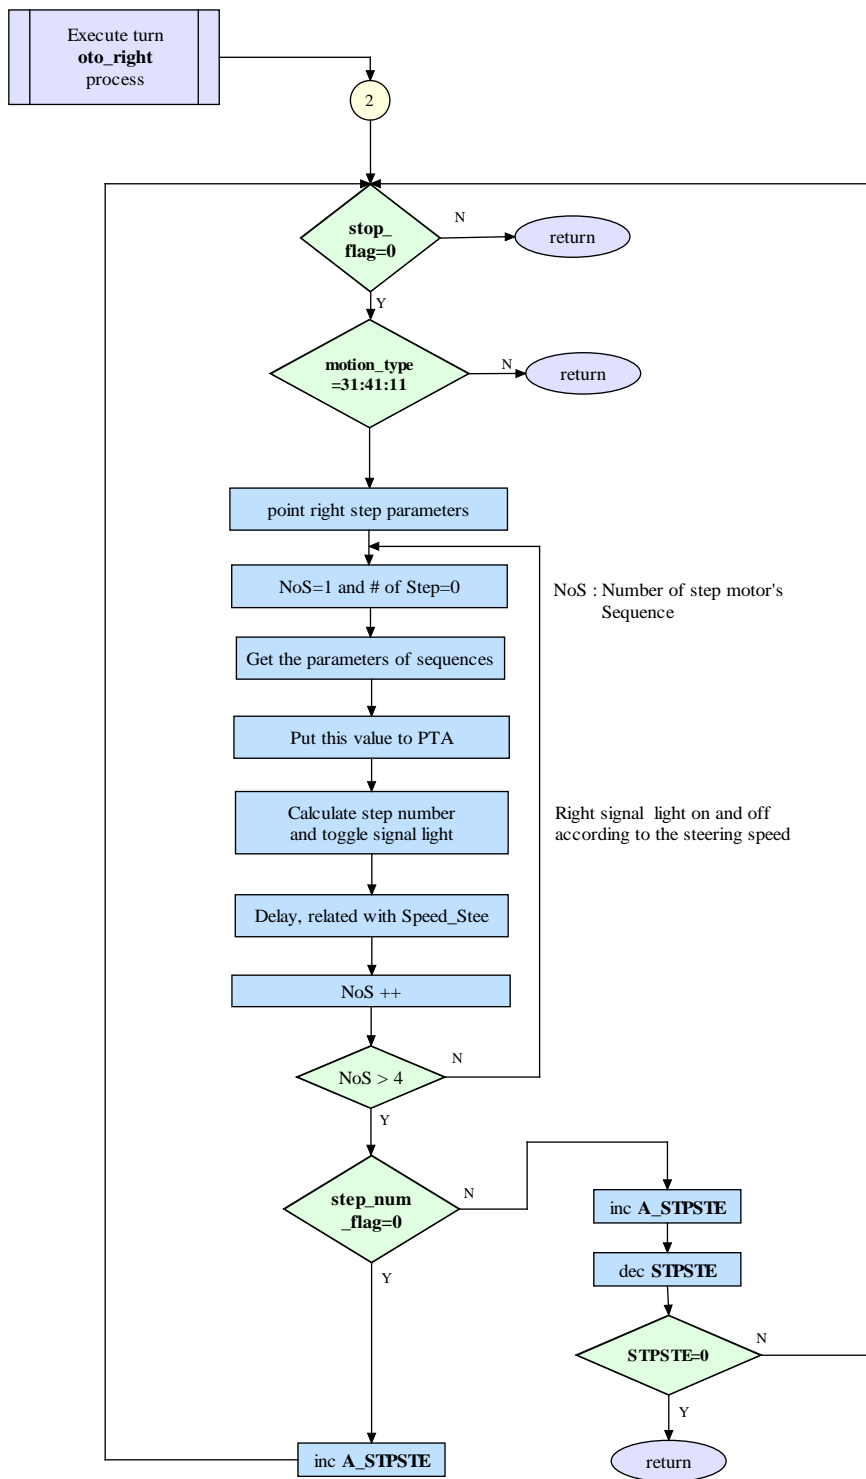 Execute turn
oto_right
process
2
stop_
flag=0
N
return
Y
motion_type
=31:41:11
N
return
point right step parameters
NoS=1 and # of Step=0
NoS : Number of step motor's
Sequence
Get the parameters of sequences
Put this value to PTA
Calculate step number
and toggle signal light
Right signal light on and off
according to the steering speed
Delay, related with Speed_Stee
NoS ++
NoS > 4
N
Y
step_num
_flag=0
N
Y
inc A_STPSTE
dec STPSTE
STPSTE=0
N
Y
return
inc A_STPSTE